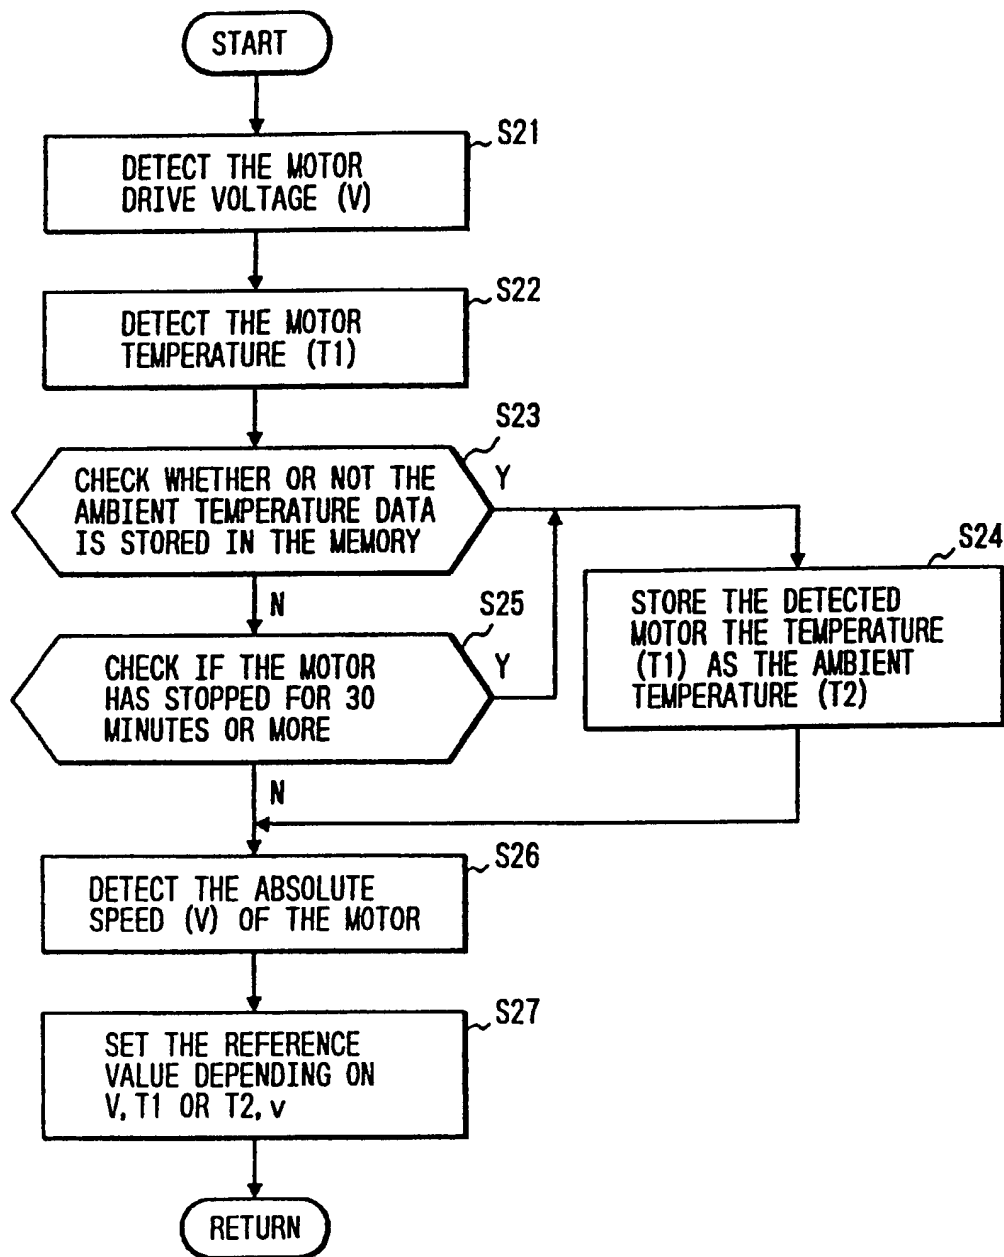 START
S21
DETECT THE MOTOR
DRIVE VOLTAGE (V)
S22
DETECT THE MOTOR
TEMPERATURE (T1)
S23
CHECK WHETHER OR NOT THE
AMBIENT TEMPERATURE DATA
IS STORED IN THE MEMORY
Y
N
S24
STORE THE DETECTED
MOTOR THE TEMPERATURE
(T1) AS THE AMBIENT
TEMPERATURE (T2)
S25
CHECK IF THE MOTOR
HAS STOPPED FOR 30
MINUTES OR MORE
Y
N
S26
DETECT THE ABSOLUTE
SPEED (V) OF THE MOTOR
S27
SET THE REFERENCE
VALUE DEPENDING ON
V, T1 OR T2, v
RETURN